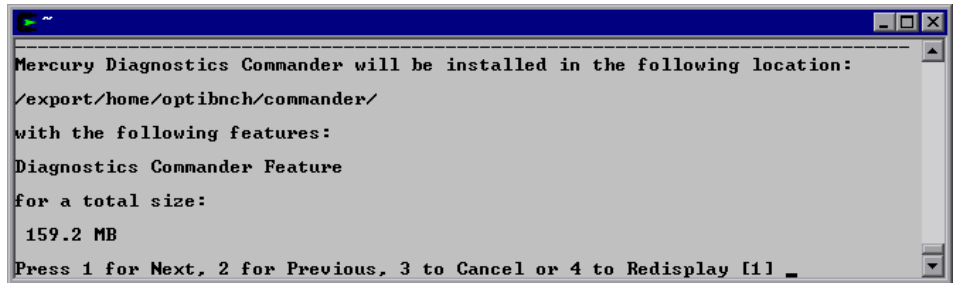 ~
Mercury Diagnostics Commander will be installed in the following location:
/export/home/optibnch/commander/
with the following features:
Diagnostics Commander Feature
for a total size:
159.2 MB
Press 1 for Next, 2 for Previous, 3 to Cancel or 4 to Redisplay [1] _